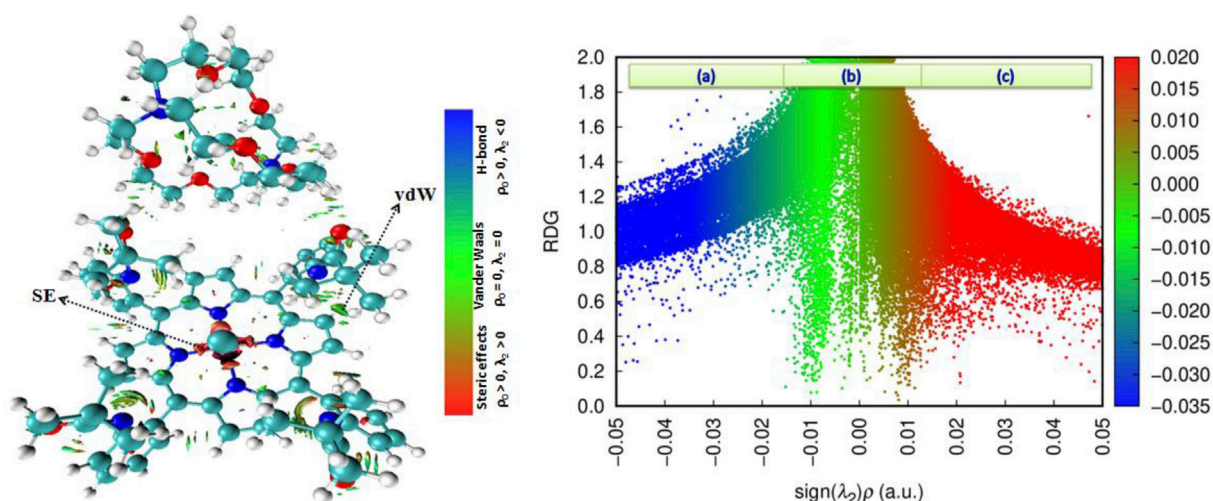 vdW
SE
H-bond
ρ₀ > 0, λ₂ < 0
Vander Waals
ρ₀ = 0, λ₂ = 0
Steric effects
ρ₀ > 0, λ₂ > 0
RDG
2.0
1.8
1.6
1.4
1.2
1.0
0.8
0.6
0.4
0.2
0.0
(a)
(b)
(c)
−0.05
−0.04
−0.03
−0.02
−0.01
0.00
0.01
0.02
0.03
0.04
0.05
sign(λ₂)ρ (a.u.)
0.020
0.015
0.010
0.005
0.000
−0.005
−0.010
−0.015
−0.020
−0.025
−0.030
−0.035